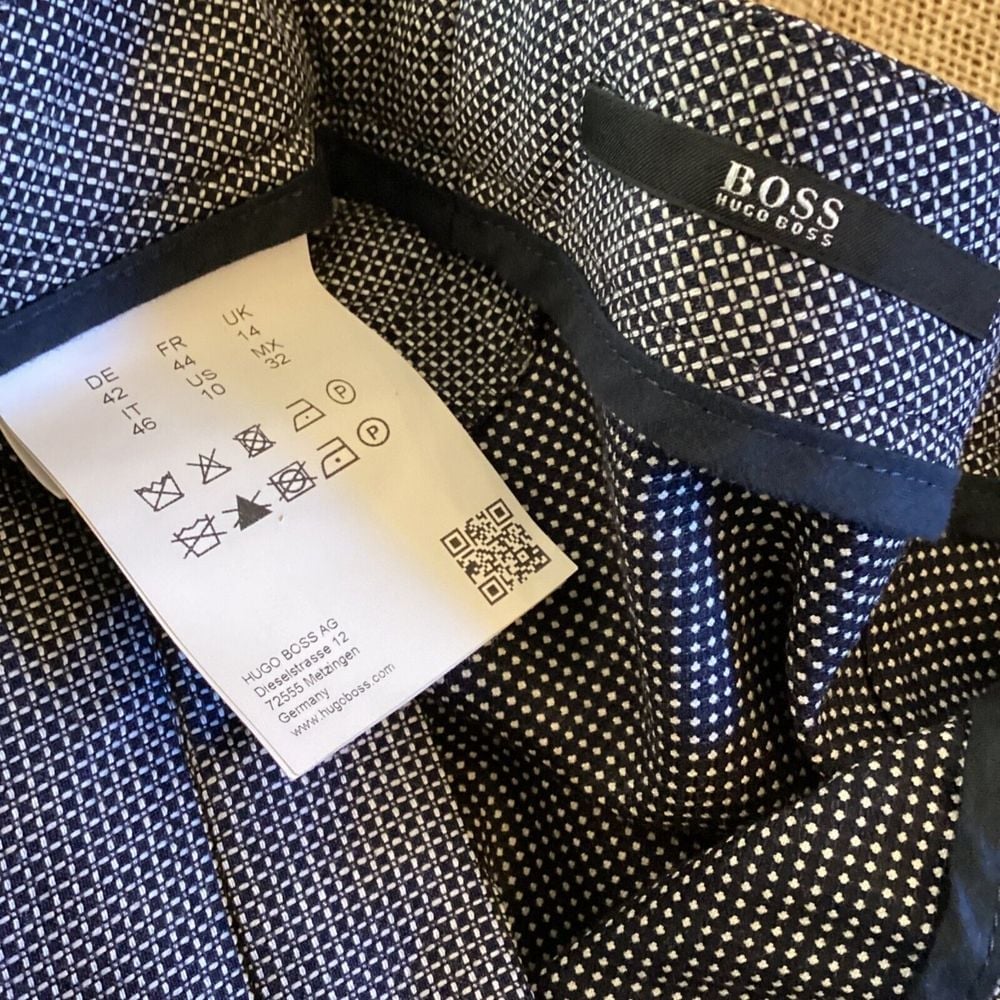 BOSS
HUGO BOSS
DE
42
IT
46
FR
44
US
10
UK
14
MX
32
P
P
HUGO BOSS AG
Dieselstrasse 12
72555 Metzingen
Germany
www.hugoboss.com